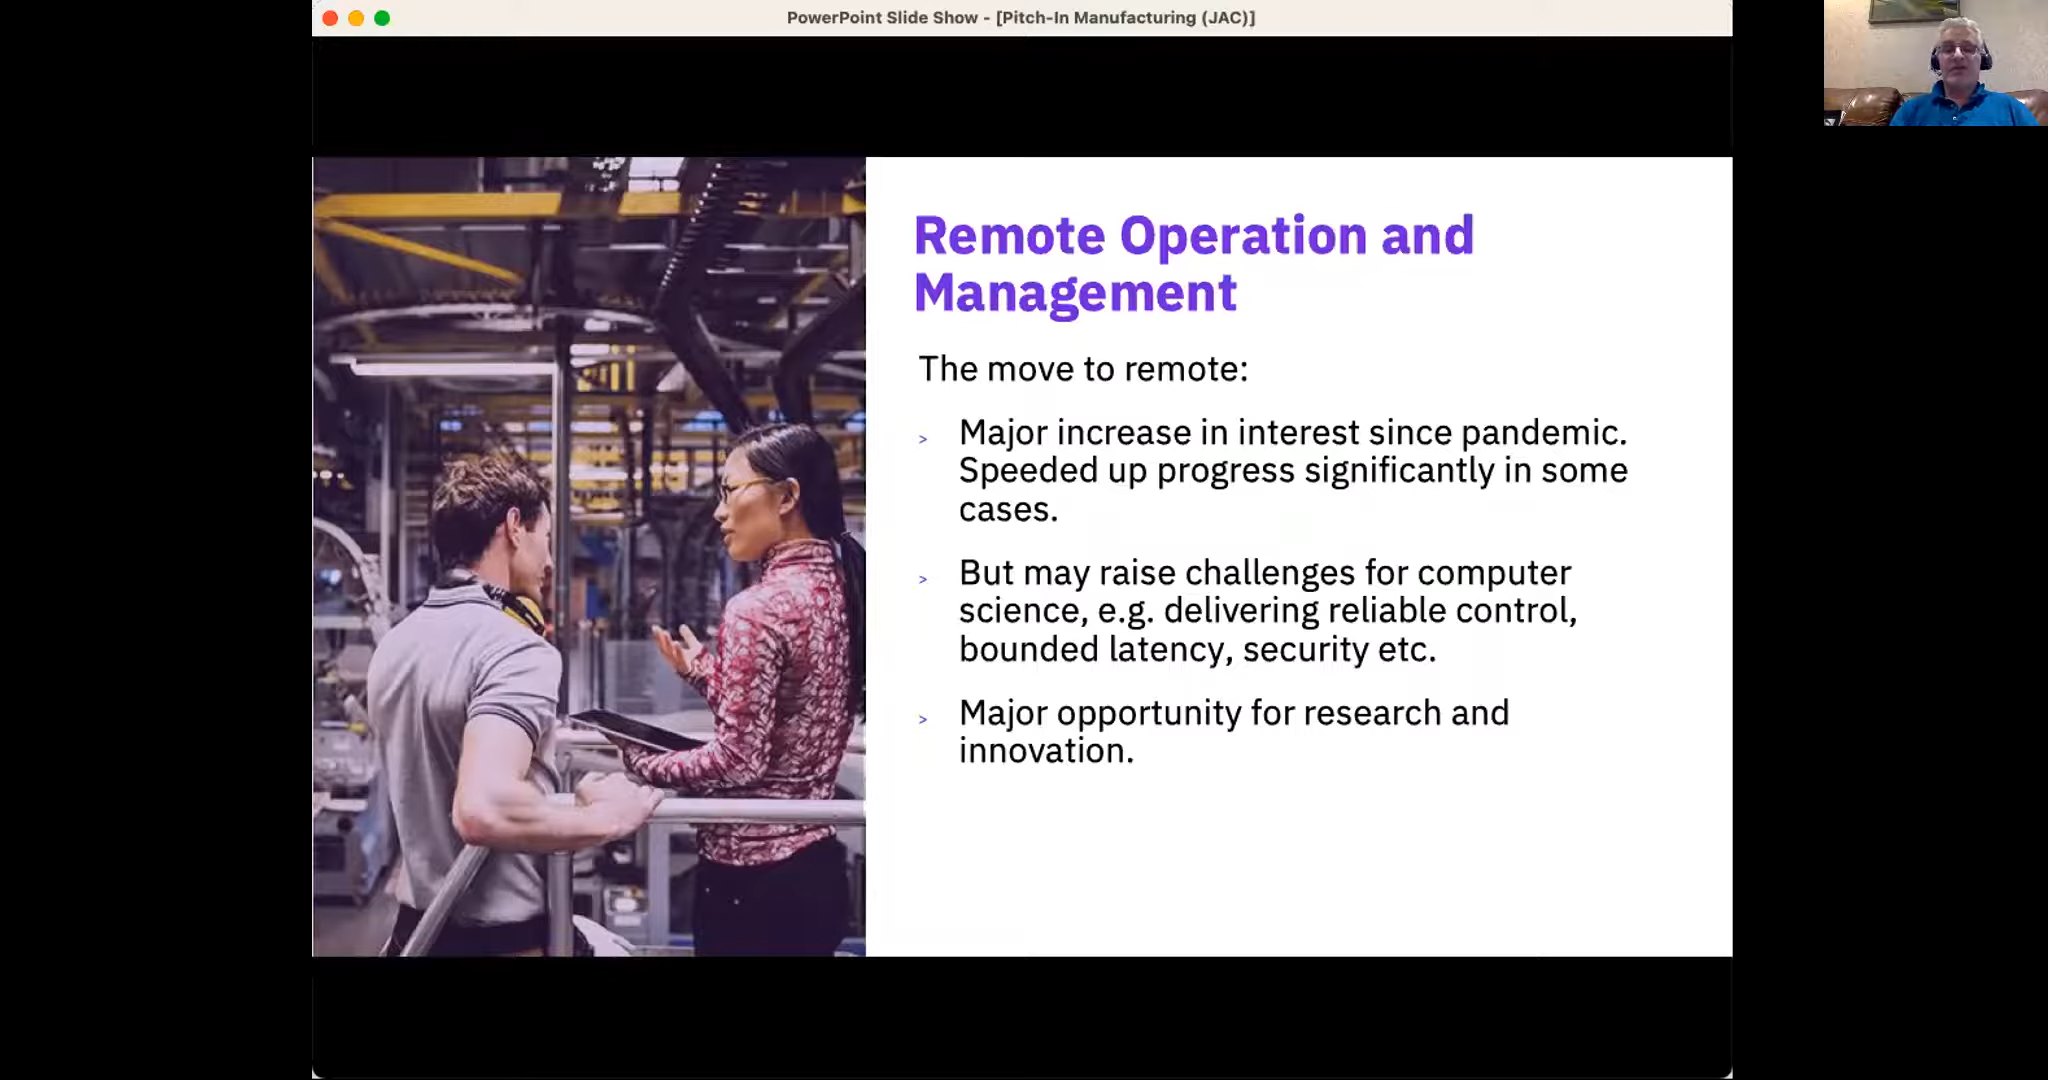 PowerPoint Slide Show - [Pitch-In Manufacturing (JAC)]
Remote Operation and
Management
The move to remote:
> Major increase in interest since pandemic.
Speeded up progress significantly in some
cases.
> But may raise challenges for computer
science, e.g. delivering reliable control,
bounded latency, security etc.
> Major opportunity for research and
innovation.